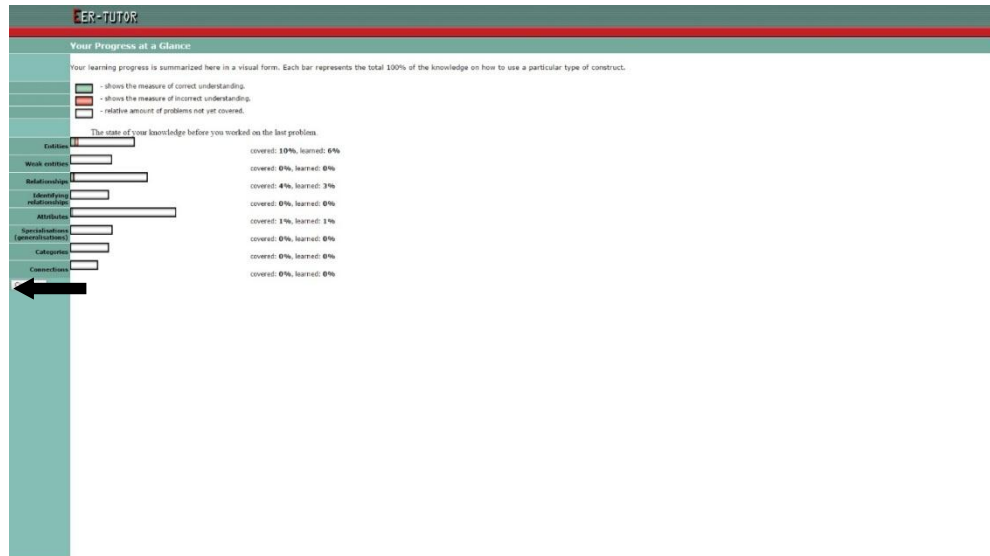 EER-TUTOR
Your Progress at a Glance
Your learning progress is summarized here in a visual form. Each bar represents the total 100% of the knowledge on how to use a particular type of construct.
- shows the measure of correct understanding.
- shows the measure of incorrect understanding.
- relative amount of problems not yet covered.
The state of your knowledge before you worked on the last problem.
Entities
covered: 10%, learned: 6%
Weak entities
covered: 0%, learned: 0%
Relationships
covered: 4%, learned: 3%
Identifying
relationships
covered: 0%, learned: 0%
Attributes
covered: 1%, learned: 1%
Specialisations
(generalisations)
covered: 0%, learned: 0%
Categories
covered: 0%, learned: 0%
Connections
covered: 0%, learned: 0%